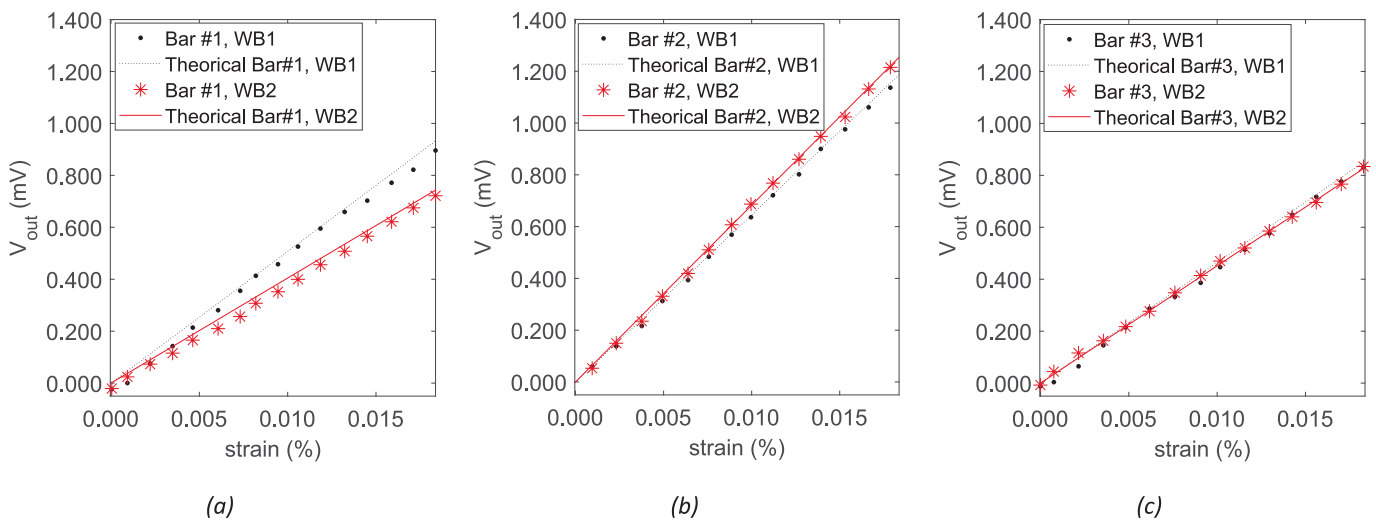 1.400
1.200
1.000
0.800
0.600
0.400
0.200
0.000
V_out (mV)
Bar #1, WB1
Theorical Bar#1, WB1
Bar #1, WB2
Theorical Bar#1, WB2
0.000 0.005 0.010 0.015
strain (%)
(a)
1.400
1.200
1.000
0.800
0.600
0.400
0.200
0.000
V_out (mV)
Bar #2, WB1
Theorical Bar#2, WB1
Bar #2, WB2
Theorical Bar#2, WB2
0.000 0.005 0.010 0.015
strain (%)
(b)
1.400
1.200
1.000
0.800
0.600
0.400
0.200
0.000
V_out (mV)
Bar #3, WB1
Theorical Bar#3, WB1
Bar #3, WB2
Theorical Bar#3, WB2
0.000 0.005 0.010 0.015
strain (%)
(c)